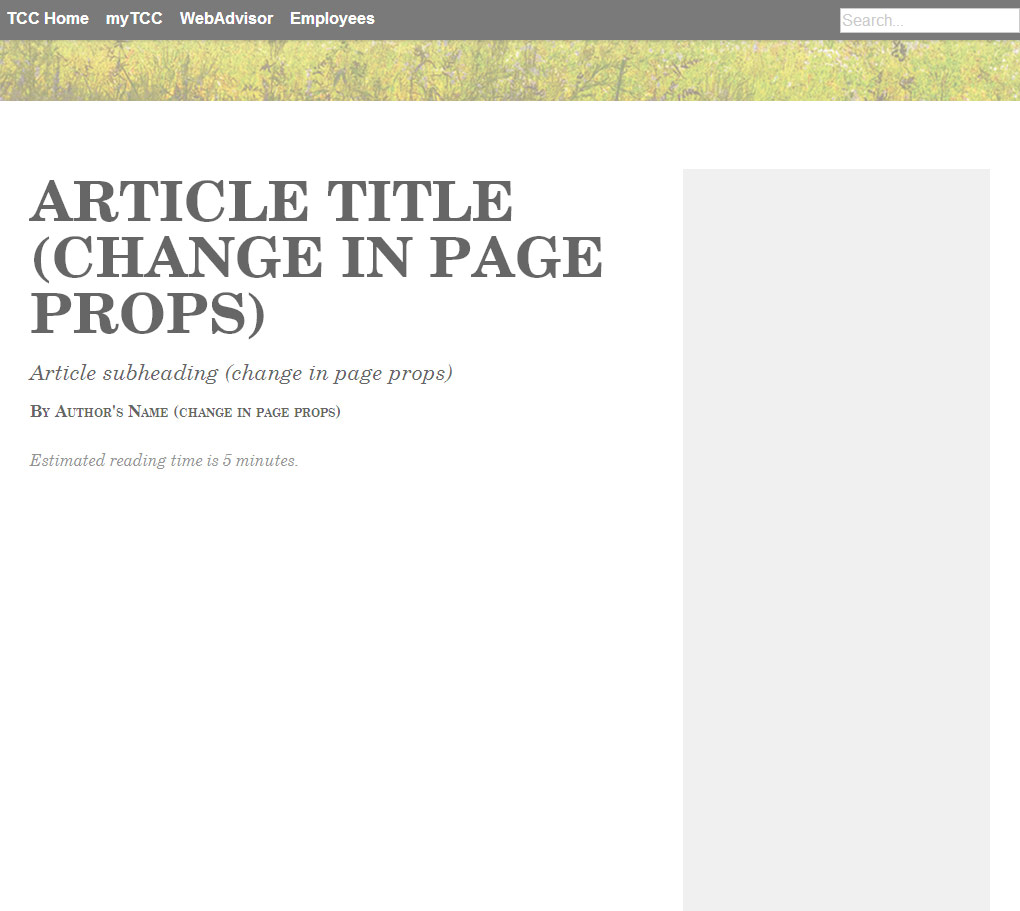 TCC Home myTCC WebAdvisor Employees Search...
ARTICLE TITLE
(CHANGE IN PAGE
PROPS)
Article subheading (change in page props)
By Author's Name (change in page props)
Estimated reading time is 5 minutes.